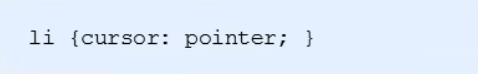 li {cursor: pointer; }